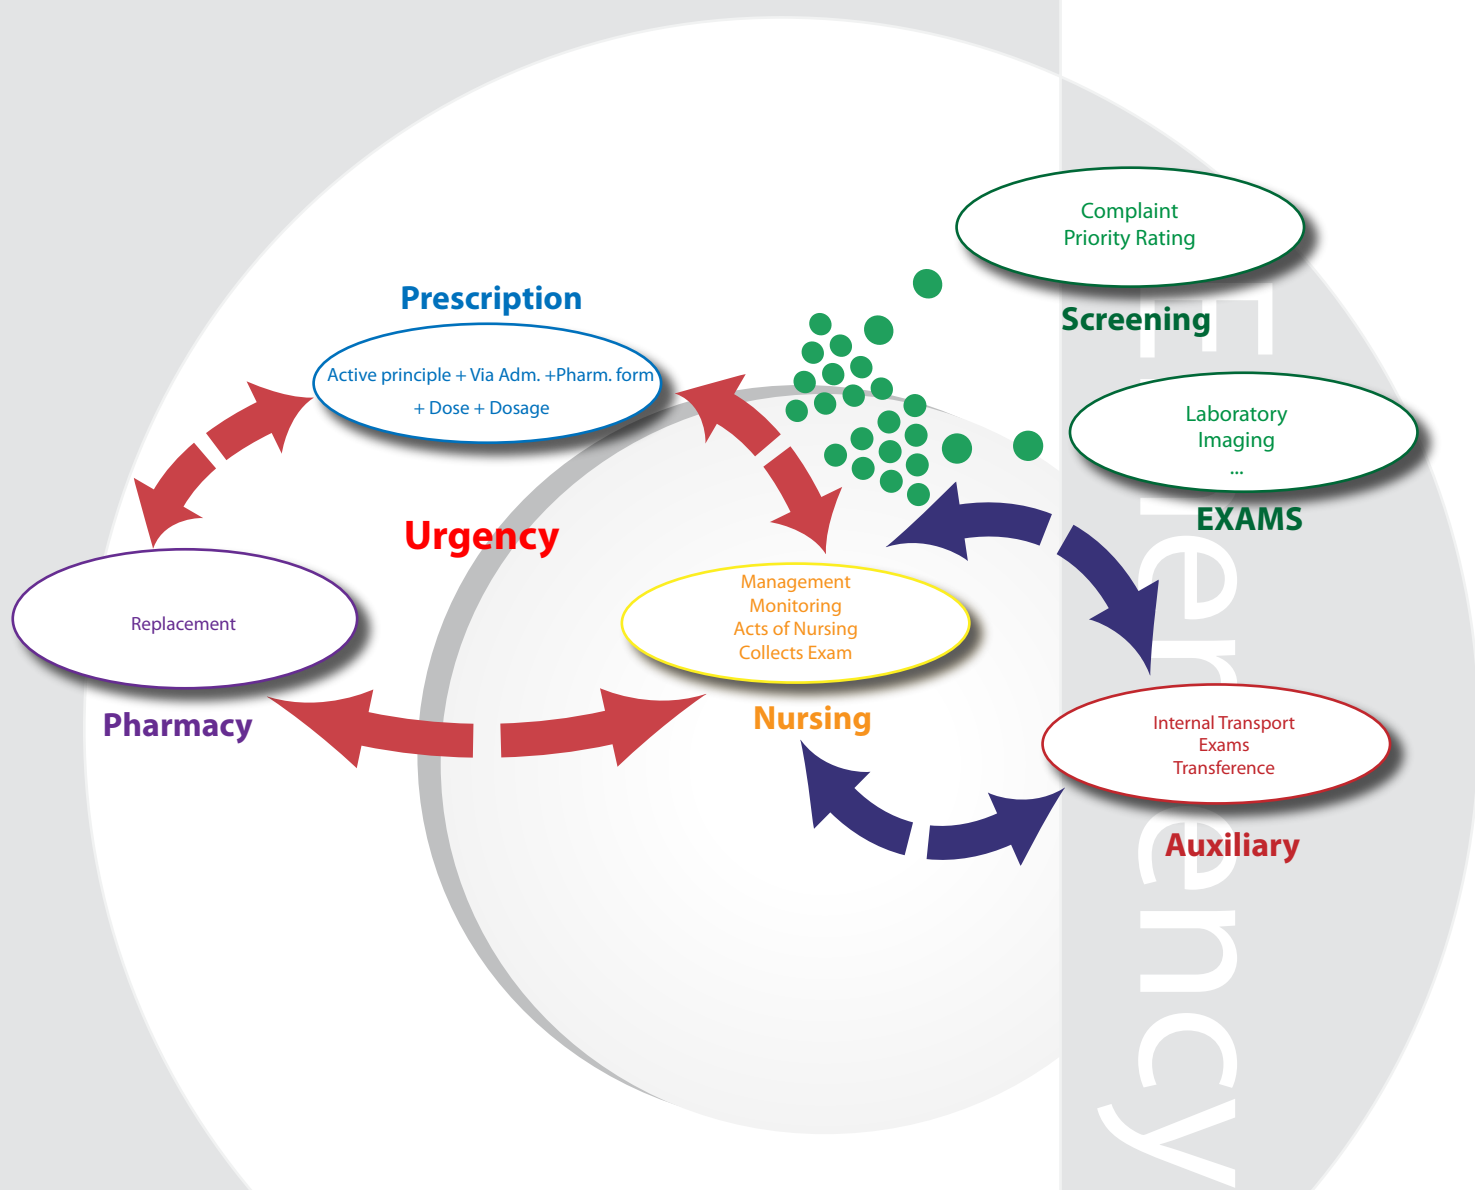 Complaint
Priority Rating
Screening
Prescription
Active principle + Via Adm. +Pharm. form
+ Dose + Dosage
Laboratory
Imaging
...
EXAMS
Urgency
Management
Monitoring
Acts of Nursing
Collects Exam
Nursing
Replacement
Pharmacy
Internal Transport
Exams
Transference
Auxiliary